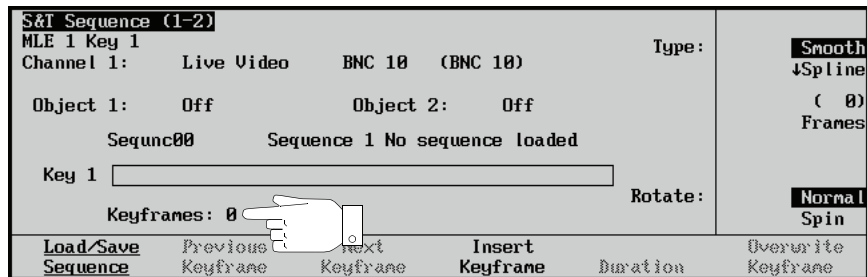 S&T Sequence (1-2)
MLE 1 Key 1
Channel 1: Live Video BNC 10 (BNC 10)
Type: Smooth
↓Spline
Object 1: Off Object 2: Off
( 0)
Frames
Sequnc00 Sequence 1 No sequence loaded
Key 1
Rotate: Normal
Keyframes: 0
Spin
Load/Save Previous Next Insert Overwrite
Sequence Keyframe Keyframe Keyframe Duration Keyframe